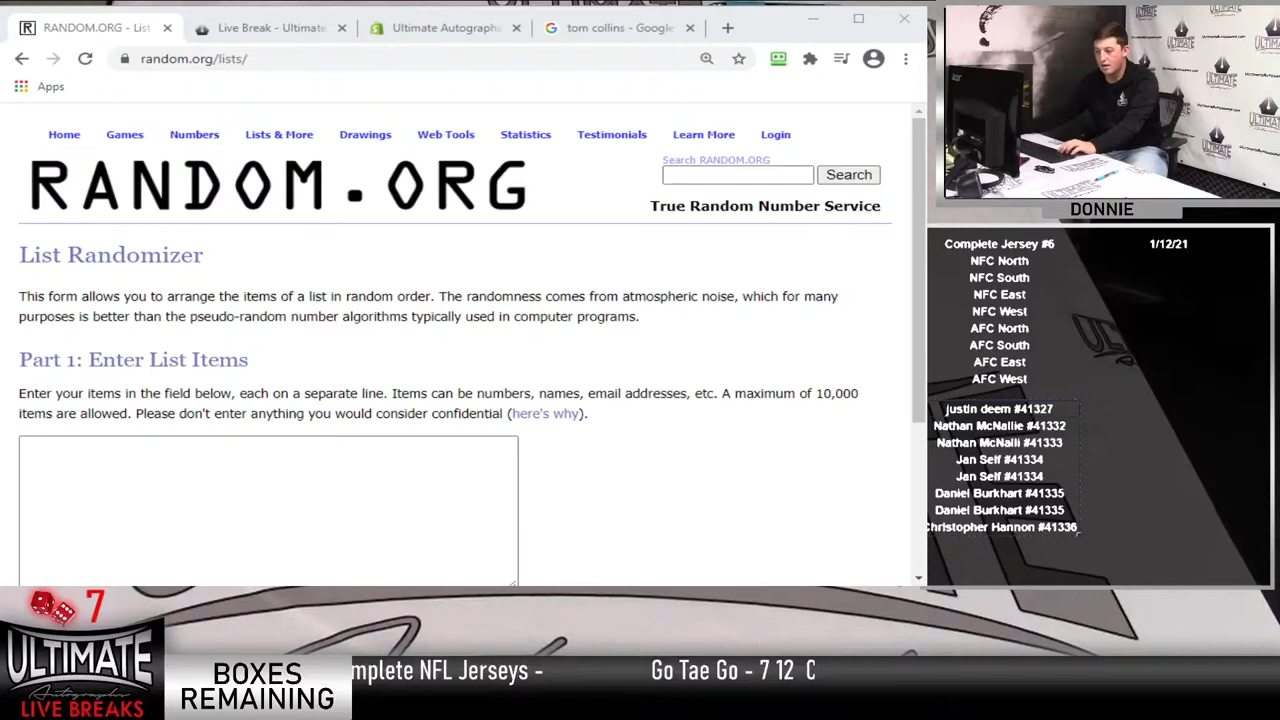 RANDOM.ORG - List
Live Break - Ultimate
Ultimate Autographs
tom collins - Google
random.org/lists/
Apps
Home Games Numbers Lists & More Drawings Web Tools Statistics Testimonials Learn More Login
RANDOM.ORG
Search RANDOM.ORG
Search
True Random Number Service
List Randomizer
This form allows you to arrange the items of a list in random order. The randomness comes from atmospheric noise, which for many
purposes is better than the pseudo-random number algorithms typically used in computer programs.
Part 1: Enter List Items
Enter your items in the field below, each on a separate line. Items can be numbers, names, email addresses, etc. A maximum of 10,000
items are allowed. Please don't enter anything you would consider confidential (here's why).
ULTIMATE
ULTIMATE
ULTIMATE
DONNIE
Complete Jersey #6 1/12/21
NFC North
NFC South
NFC East
NFC West
AFC North
AFC South
AFC East
AFC West
justin deem #41327
Nathan McNallie #41332
Nathan McNalli #41333
Jan Self #41334
Jan Self #41334
Daniel Burkhart #41335
Daniel Burkhart #41335
Christopher Hannon #41336
7
ULTIMATE
Autographs
LIVE BREAKS
BOXES
REMAINING
mplete NFL Jerseys - Go Tae Go - 7 12 C